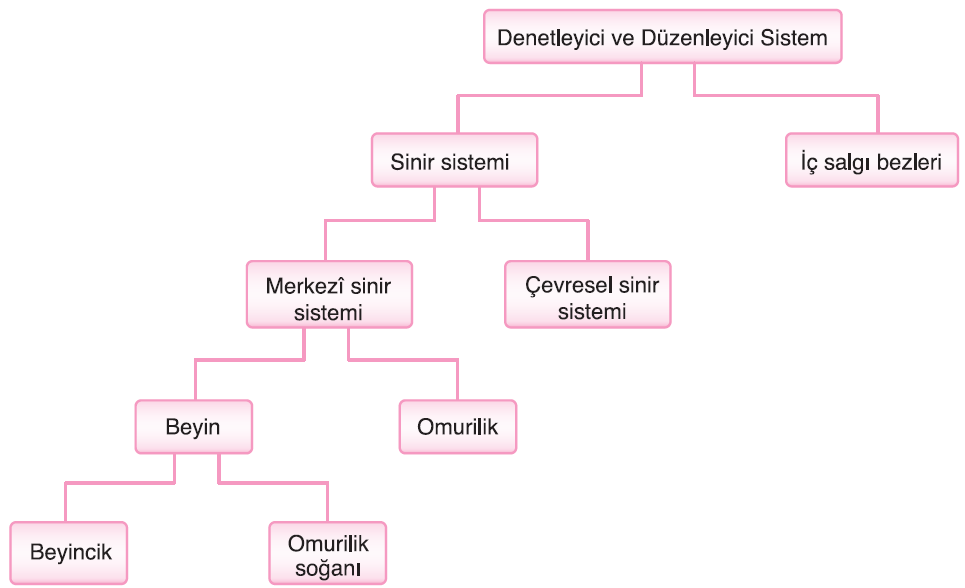 Denetleyici ve Düzenleyici Sistem
Sinir sistemi
İç salgı bezleri
Merkezî sinir
sistemi
Çevresel sinir
sistemi
Beyin
Omurilik
Beyincik
Omurilik
soğanı